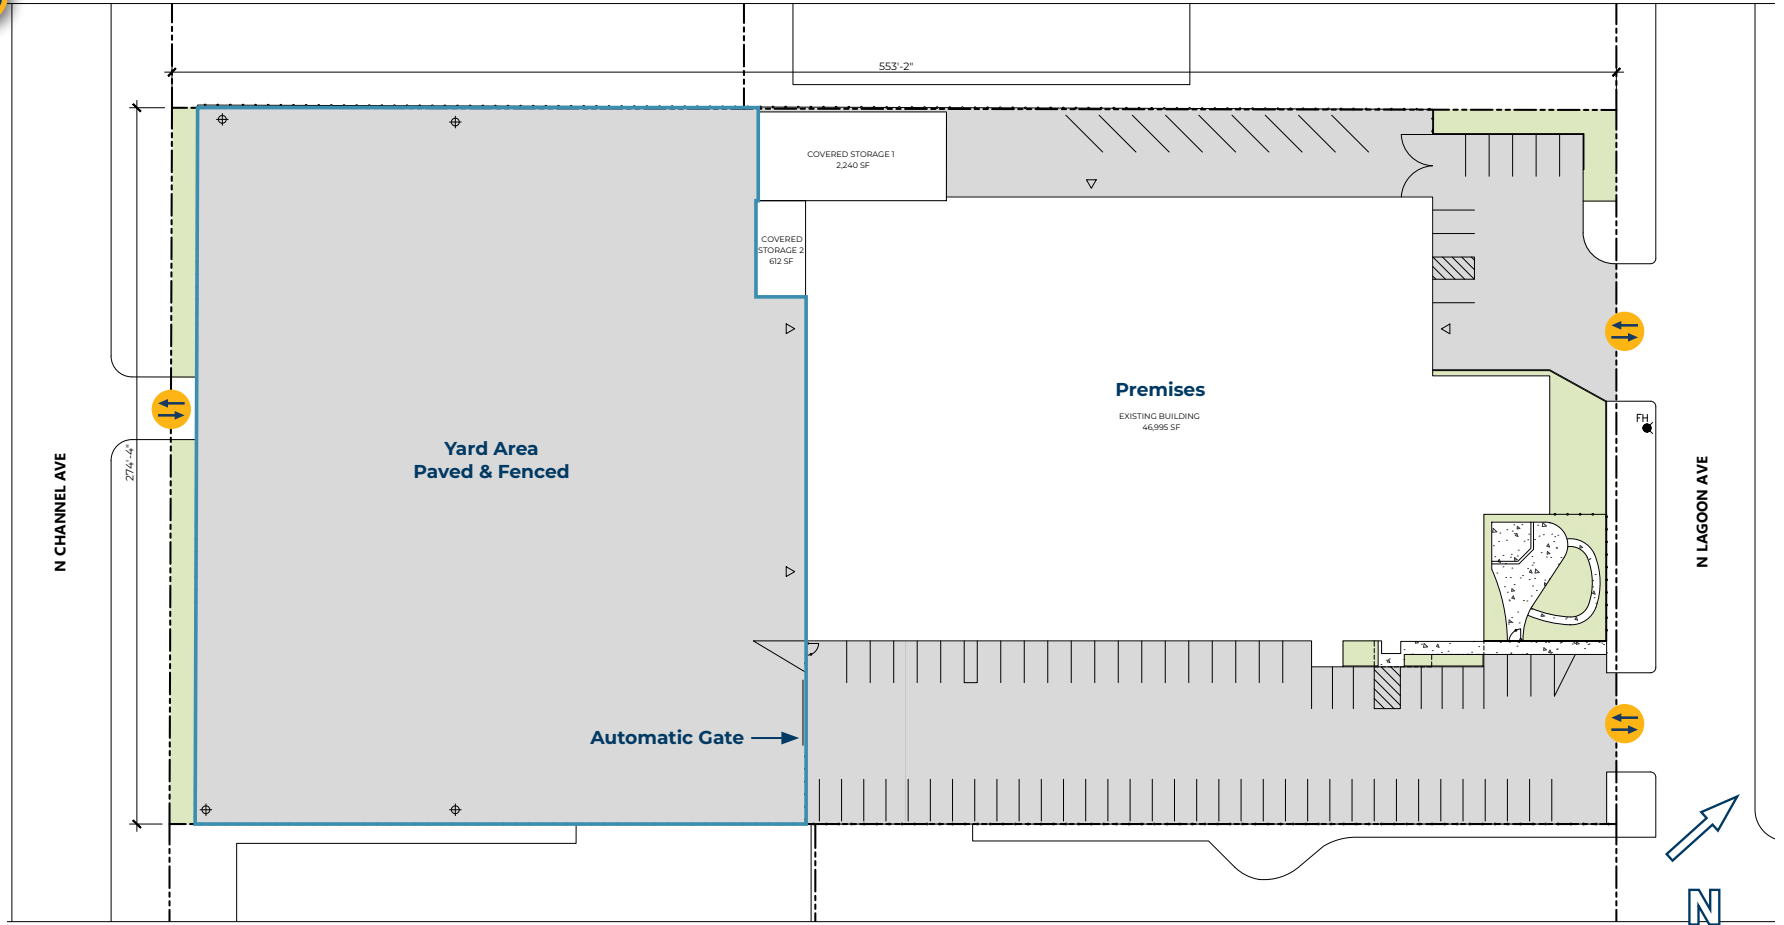 553'-2"
COVERED STORAGE 1
2,240 SF
COVERED
STORAGE 2
612 SF
Premises
EXISTING BUILDING
46,995 SF
FH
Yard Area
Paved & Fenced
274'-4"
N CHANNEL AVE
N LAGOON AVE
Automatic Gate
N